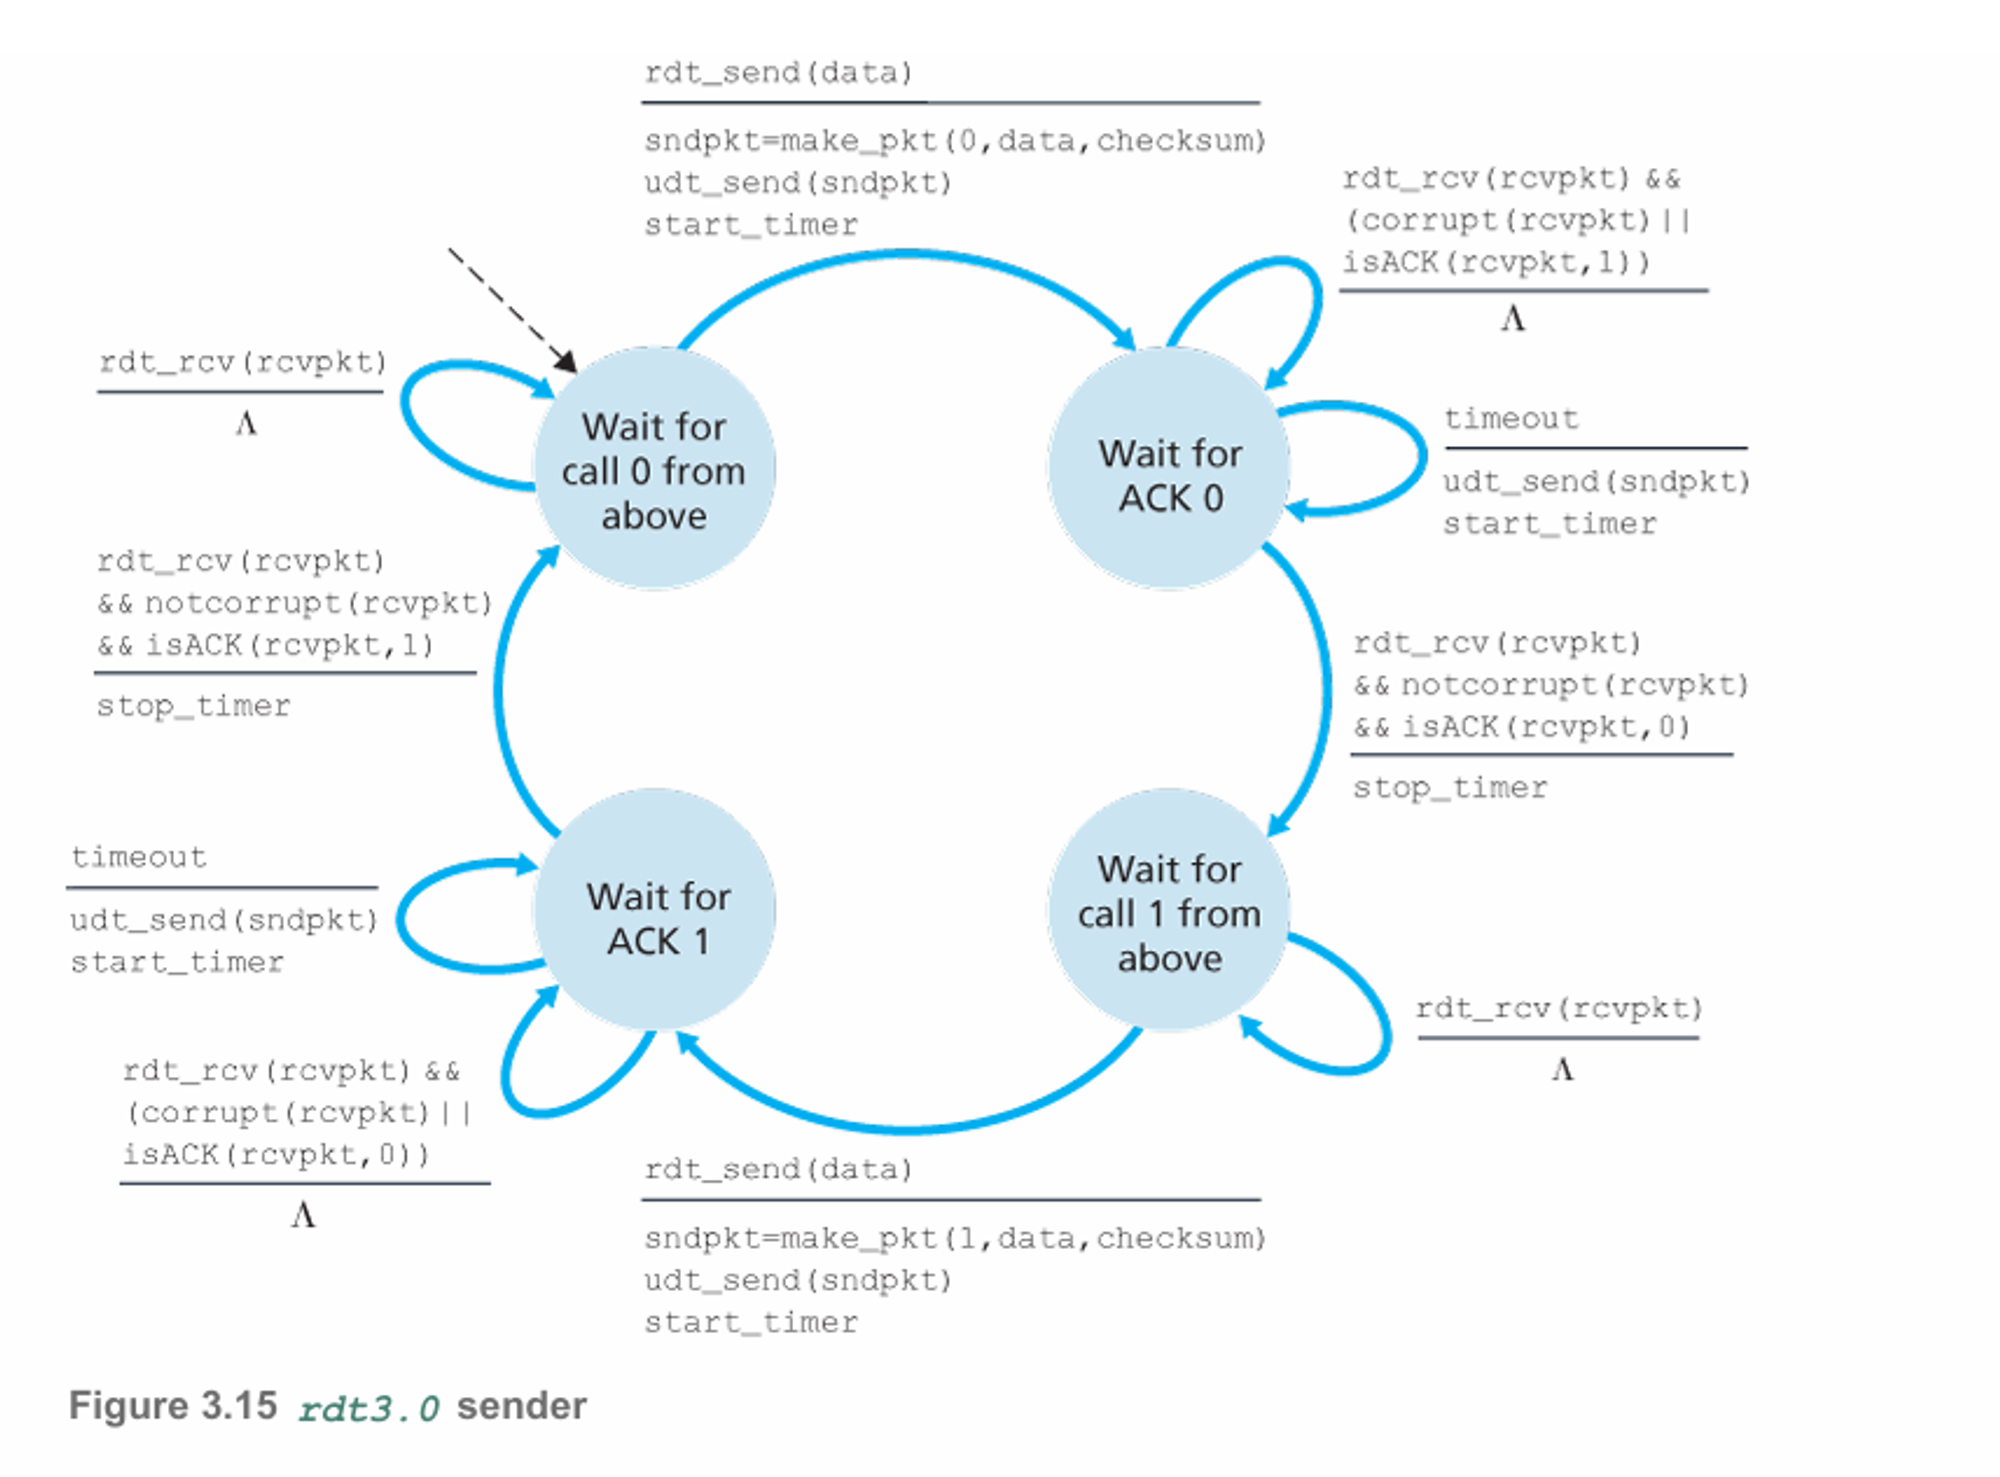 rdt_send(data)
sndpkt=make_pkt(0,data,checksum)
udt_send(sndpkt)
start_timer
rdt_rcv(rcvpkt) &&
(corrupt(rcvpkt)||
isACK(rcvpkt,1))
Λ
rdt_rcv(rcvpkt)
Λ
Wait for
call 0 from
above
Wait for
ACK 0
timeout
udt_send(sndpkt)
start_timer
rdt_rcv(rcvpkt)
&& notcorrupt(rcvpkt)
&& isACK(rcvpkt,1)
stop_timer
rdt_rcv(rcvpkt)
&& notcorrupt(rcvpkt)
&& isACK(rcvpkt,0)
stop_timer
timeout
udt_send(sndpkt)
start_timer
Wait for
ACK 1
Wait for
call 1 from
above
rdt_rcv(rcvpkt)
Λ
rdt_rcv(rcvpkt) &&
(corrupt(rcvpkt)||
isACK(rcvpkt,0))
Λ
rdt_send(data)
sndpkt=make_pkt(1,data,checksum)
udt_send(sndpkt)
start_timer
Figure 3.15 rdt3.0 sender